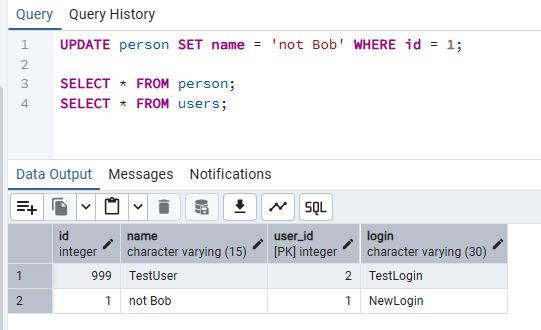 Query Query History
1 UPDATE person SET name = 'not Bob' WHERE id = 1;
2
3 SELECT * FROM person;
4 SELECT * FROM users;
Data Output Messages Notifications
SQL
id name user_id login
integer character varying (15) [PK] integer character varying (30)
1 999 TestUser 2 TestLogin
2 1 not Bob 1 NewLogin